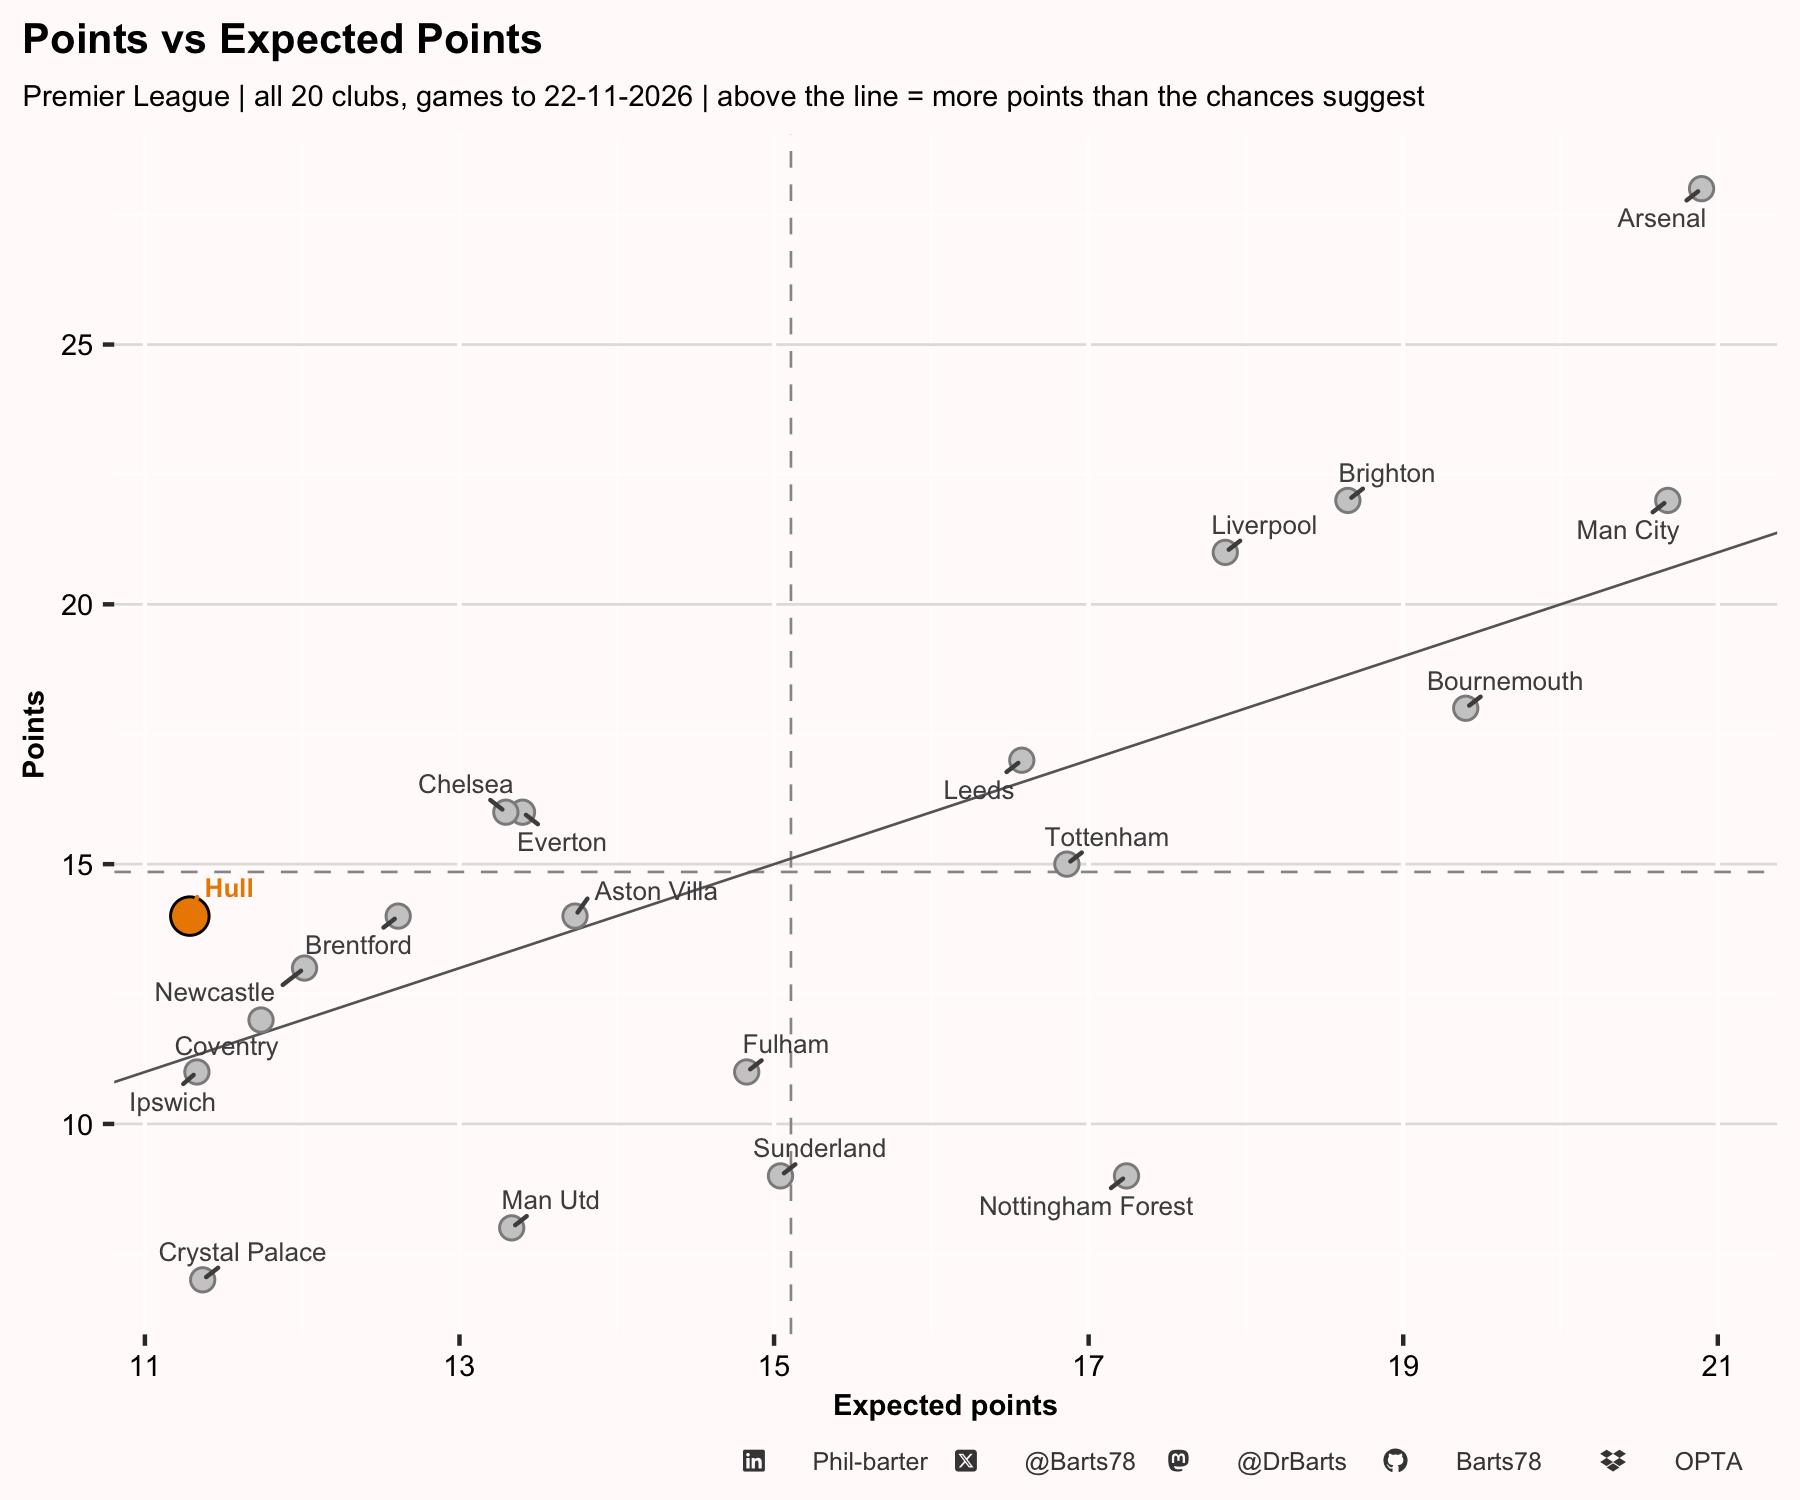 Points vs Expected Points
Premier League | all 20 clubs, games to 22-11-2026 | above the line = more points than the chances suggest
Arsenal
25
Brighton
Man City
Liverpool
20
Bournemouth
Points
Leeds
Chelsea
Everton
Tottenham
15
Hull
Aston Villa
Brentford
Newcastle
Coventry
Fulham
Ipswich
10
Sunderland
Nottingham Forest
Man Utd
Crystal Palace
11 13 15 17 19 21
Expected points
Phil-barter @Barts78 @DrBarts Barts78 OPTA